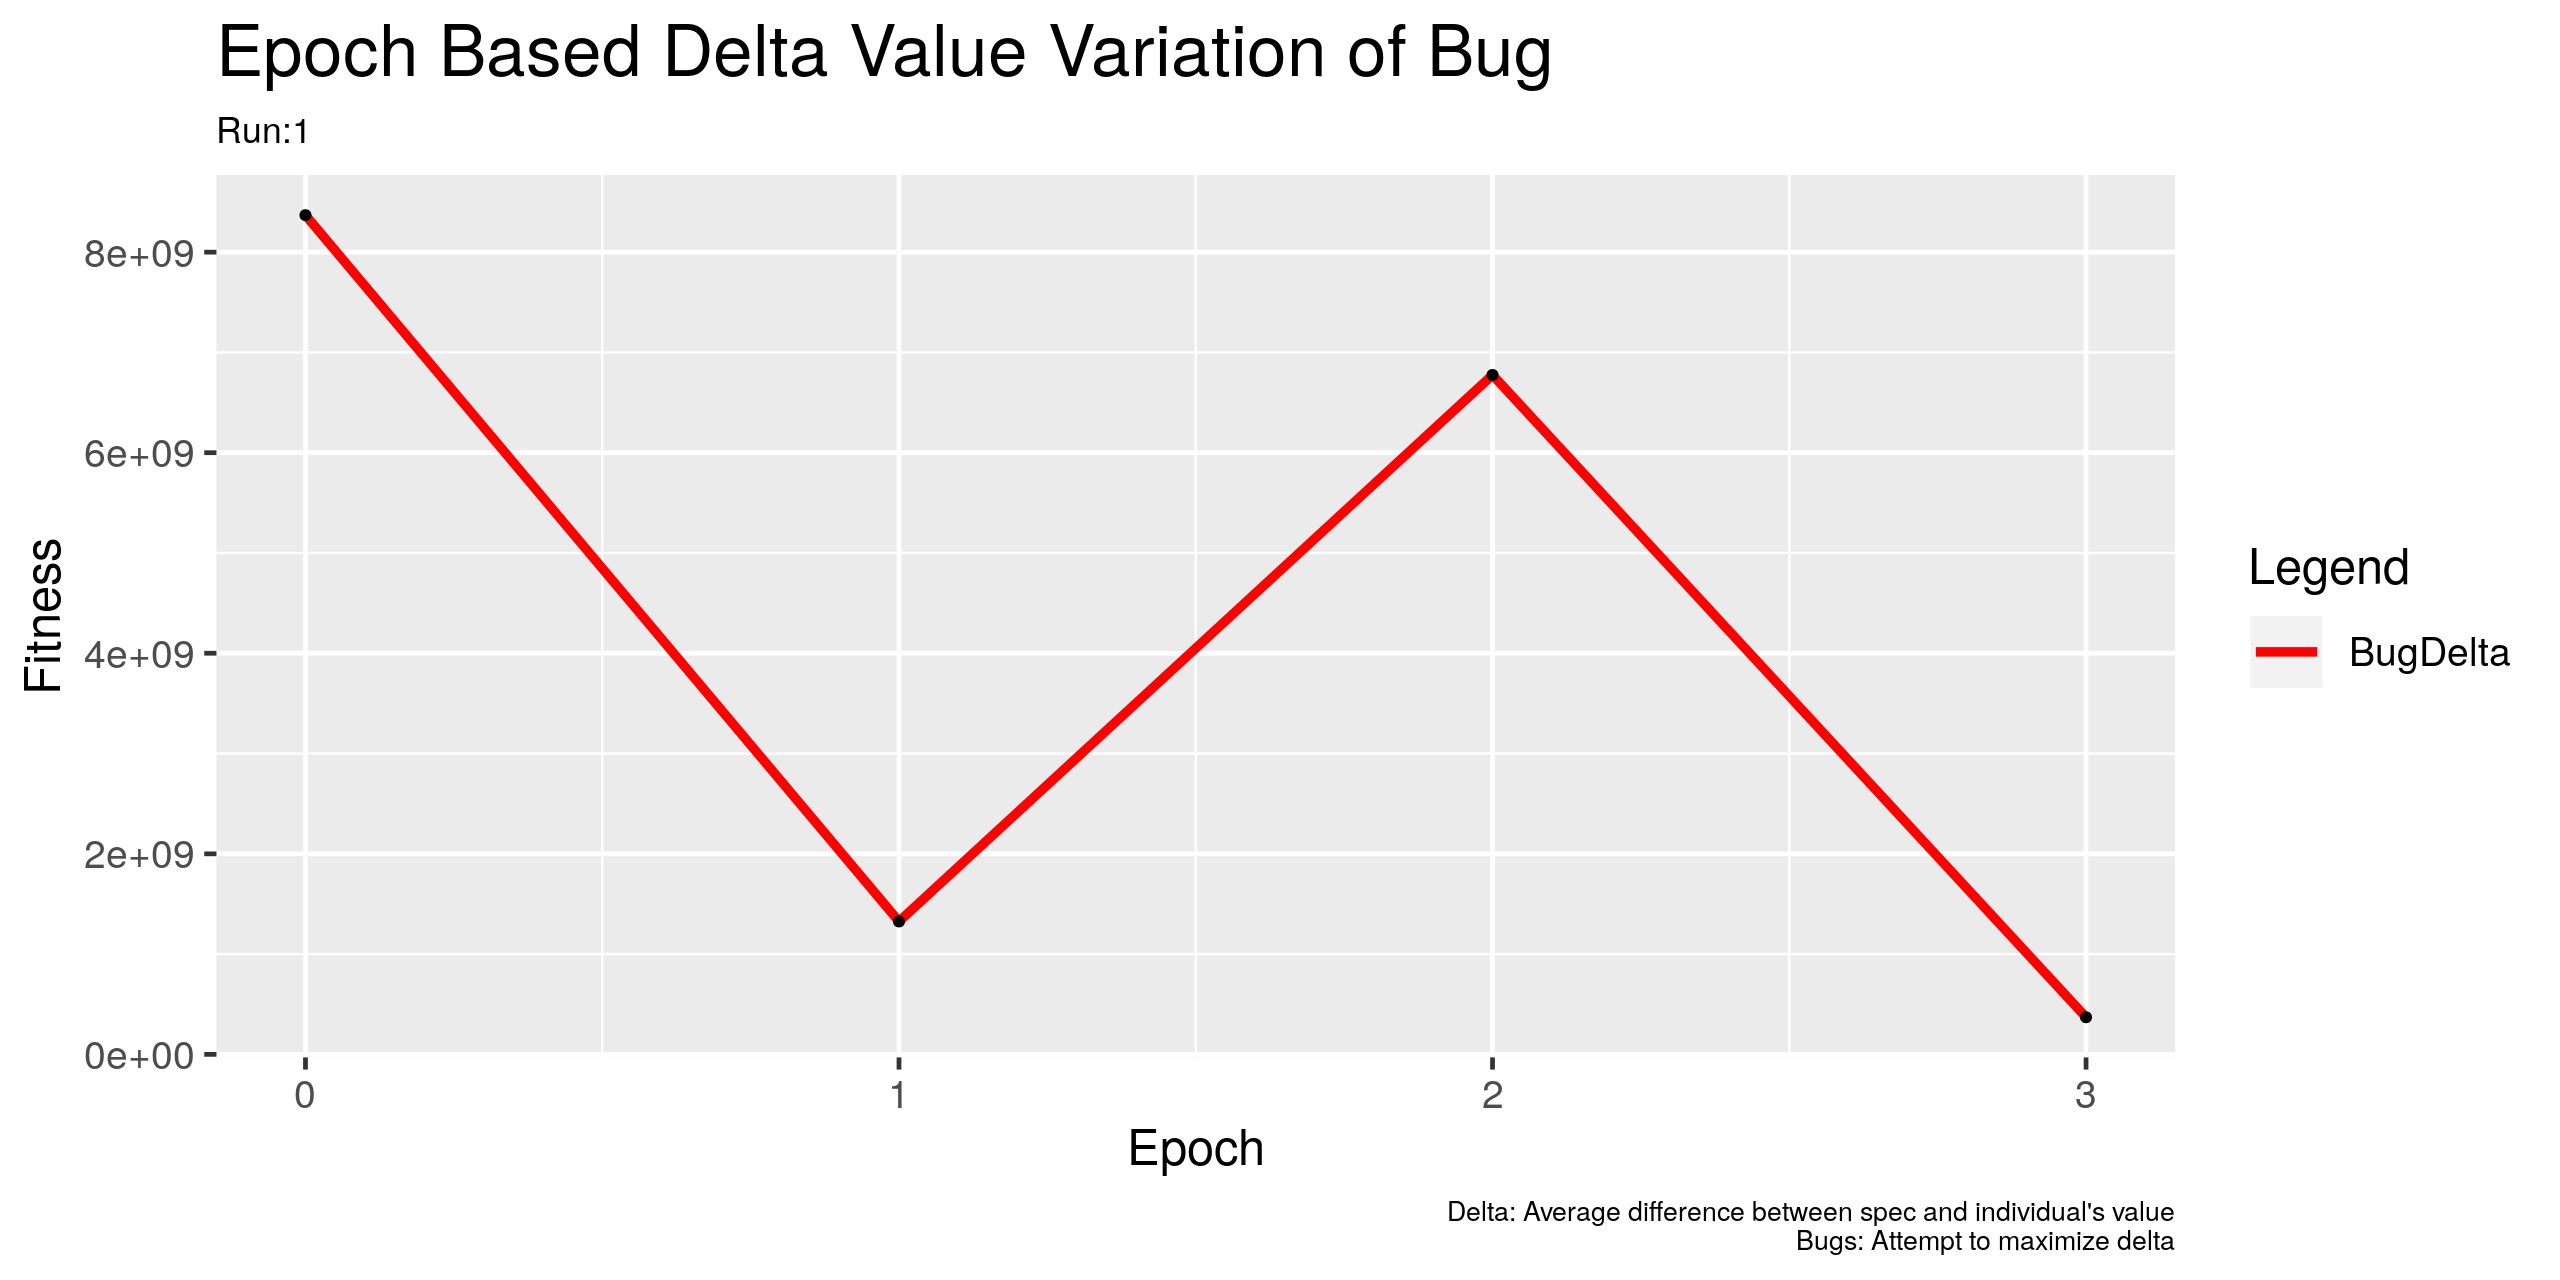 Epoch Based Delta Value Variation of Bug
Run:1
Fitness
8e+09
6e+09
4e+09
2e+09
0e+00
0 1 2 3
Epoch
Legend
BugDelta
Delta: Average difference between spec and individual's value
Bugs: Attempt to maximize delta